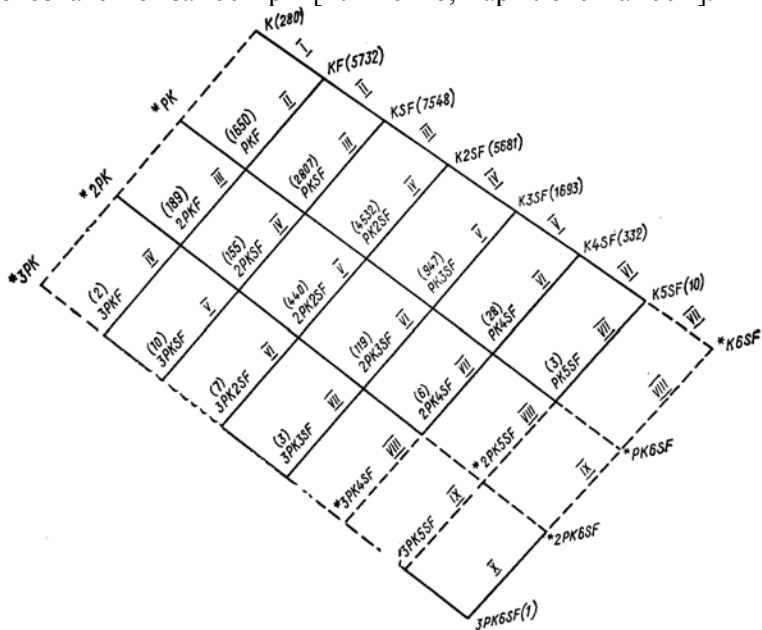 K(280)
I
KF(5732)
II
KSF(7548)
III
K2SF(5681)
IV
K3SF(1693)
V
K4SF(332)
VI
K5SF(10)
VII
*K6SF
*PK
(1650)
PKF
II
(2807)
PKSF
III
(4532)
PK2SF
IV
(947)
PK3SF
V
(28)
PK4SF
VI
(3)
PK5SF
VII
VIII
*PK6SF
*2PK
(189)
2PKF
III
(155)
2PKSF
IV
(440)
2PK2SF
V
(119)
2PK3SF
VI
(6)
2PK4SF
VII
*2PK5SF
VIII
IX
*2PK6SF
*3PK
(2)
3PKF
IV
(10)
3PKSF
V
(7)
3PK2SF
VI
(3)
3PK3SF
VII
*3PK4SF
VIII
3PK5SF
IX
X
3PK6SF(1)